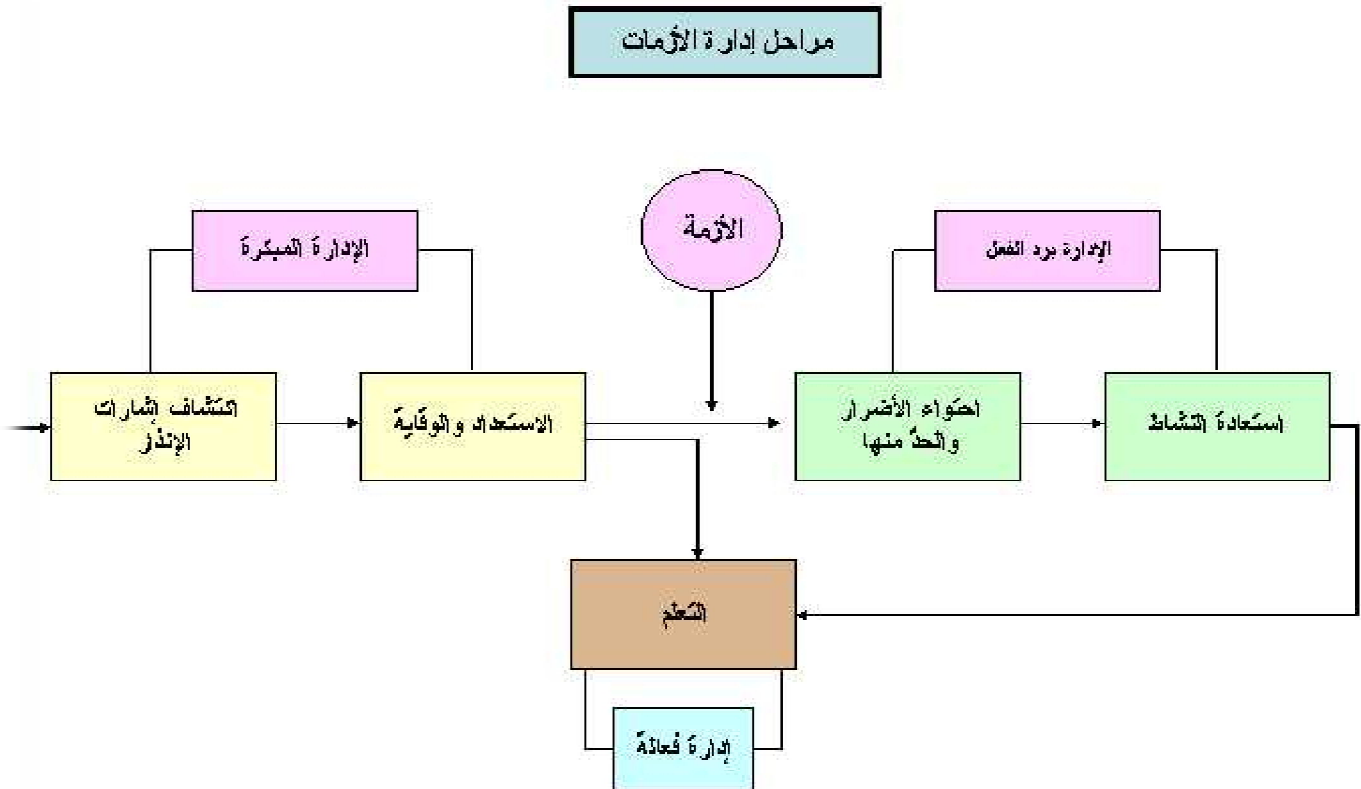 مراحل إدارة الأزمات
الأزمة
الإدارة برد الفعل
الإدارة المبكرة
اكتشاف إشارات
الإنذار
الاستعداد والوقاية
احتواء الأضرار
والحدّ منها
استعادة النشاط
التعلم
إدارة فعالة